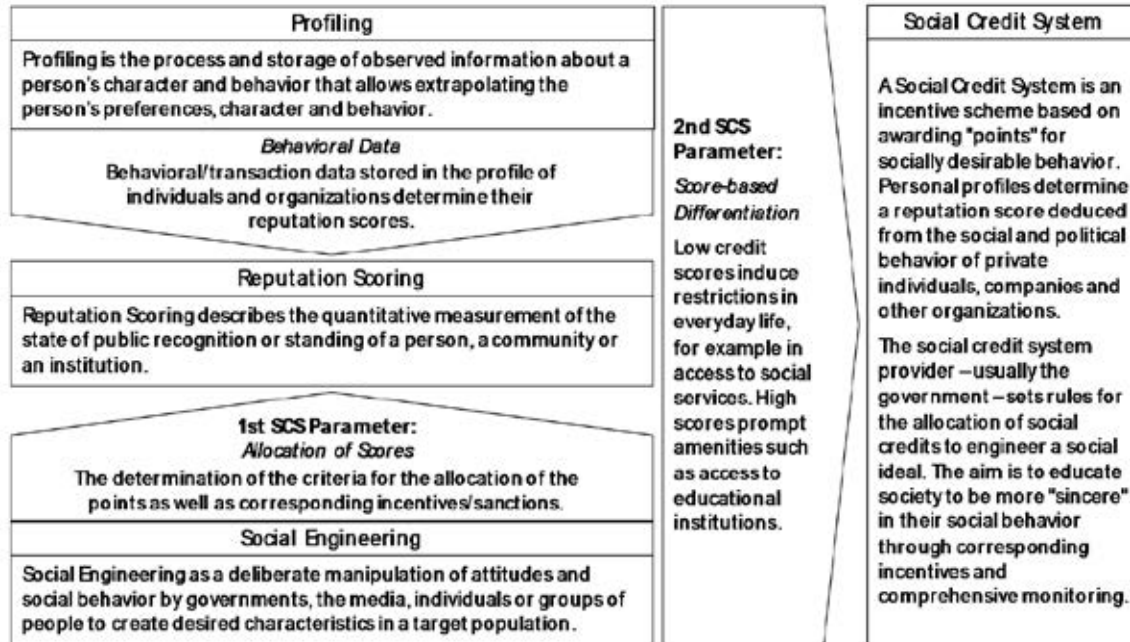 Profiling
Profiling is the process and storage of observed information about a
person's character and behavior that allows extrapolating the
person's preferences, character and behavior.
Behavioral Data
Behavioral/transaction data stored in the profile of
individuals and organizations determine their
reputation scores.
Reputation Scoring
Reputation Scoring describes the quantitative measurement of the
state of public recognition or standing of a person, a community or
an institution.
1st SCS Parameter:
Allocation of Scores
The determination of the criteria for the allocation of the
points as well as corresponding incentives/sanctions.
Social Engineering
Social Engineering as a deliberate manipulation of attitudes and
social behavior by governments, the media, individuals or groups of
people to create desired characteristics in a target population.
2nd SCS
Parameter:
Score-based
Differentiation
Low credit
scores induce
restrictions in
everyday life,
for example in
access to social
services. High
scores prompt
amenities such
as access to
educational
institutions.
Social Credit System
A Social Credit System is an
incentive scheme based on
awarding "points" for
socially desirable behavior.
Personal profiles determine
a reputation score deduced
from the social and political
behavior of private
individuals, companies and
other organizations.
The social credit system
provider – usually the
government – sets rules for
the allocation of social
credits to engineer a social
ideal. The aim is to educate
society to be more "sincere"
in their social behavior
through corresponding
incentives and
comprehensive monitoring.